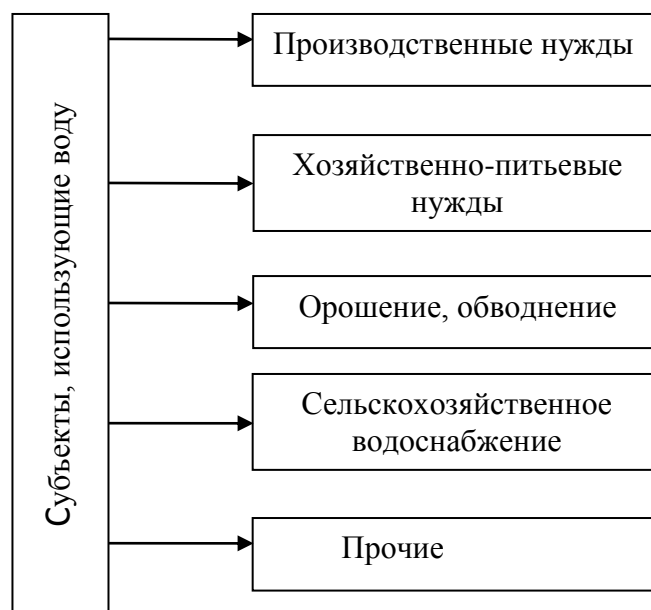 Субъекты, использующие воду
Производственные нужды
Хозяйственно-питьевые
нужды
Орошение, обводнение
Сельскохозяйственное
водоснабжение
Прочие